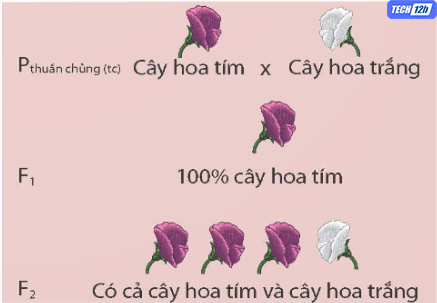 TECH 12h
P thuần chủng (tc) Cây hoa tím x Cây hoa trắng
F1 100% cây hoa tím
F2 Có cả cây hoa tím và cây hoa trắng